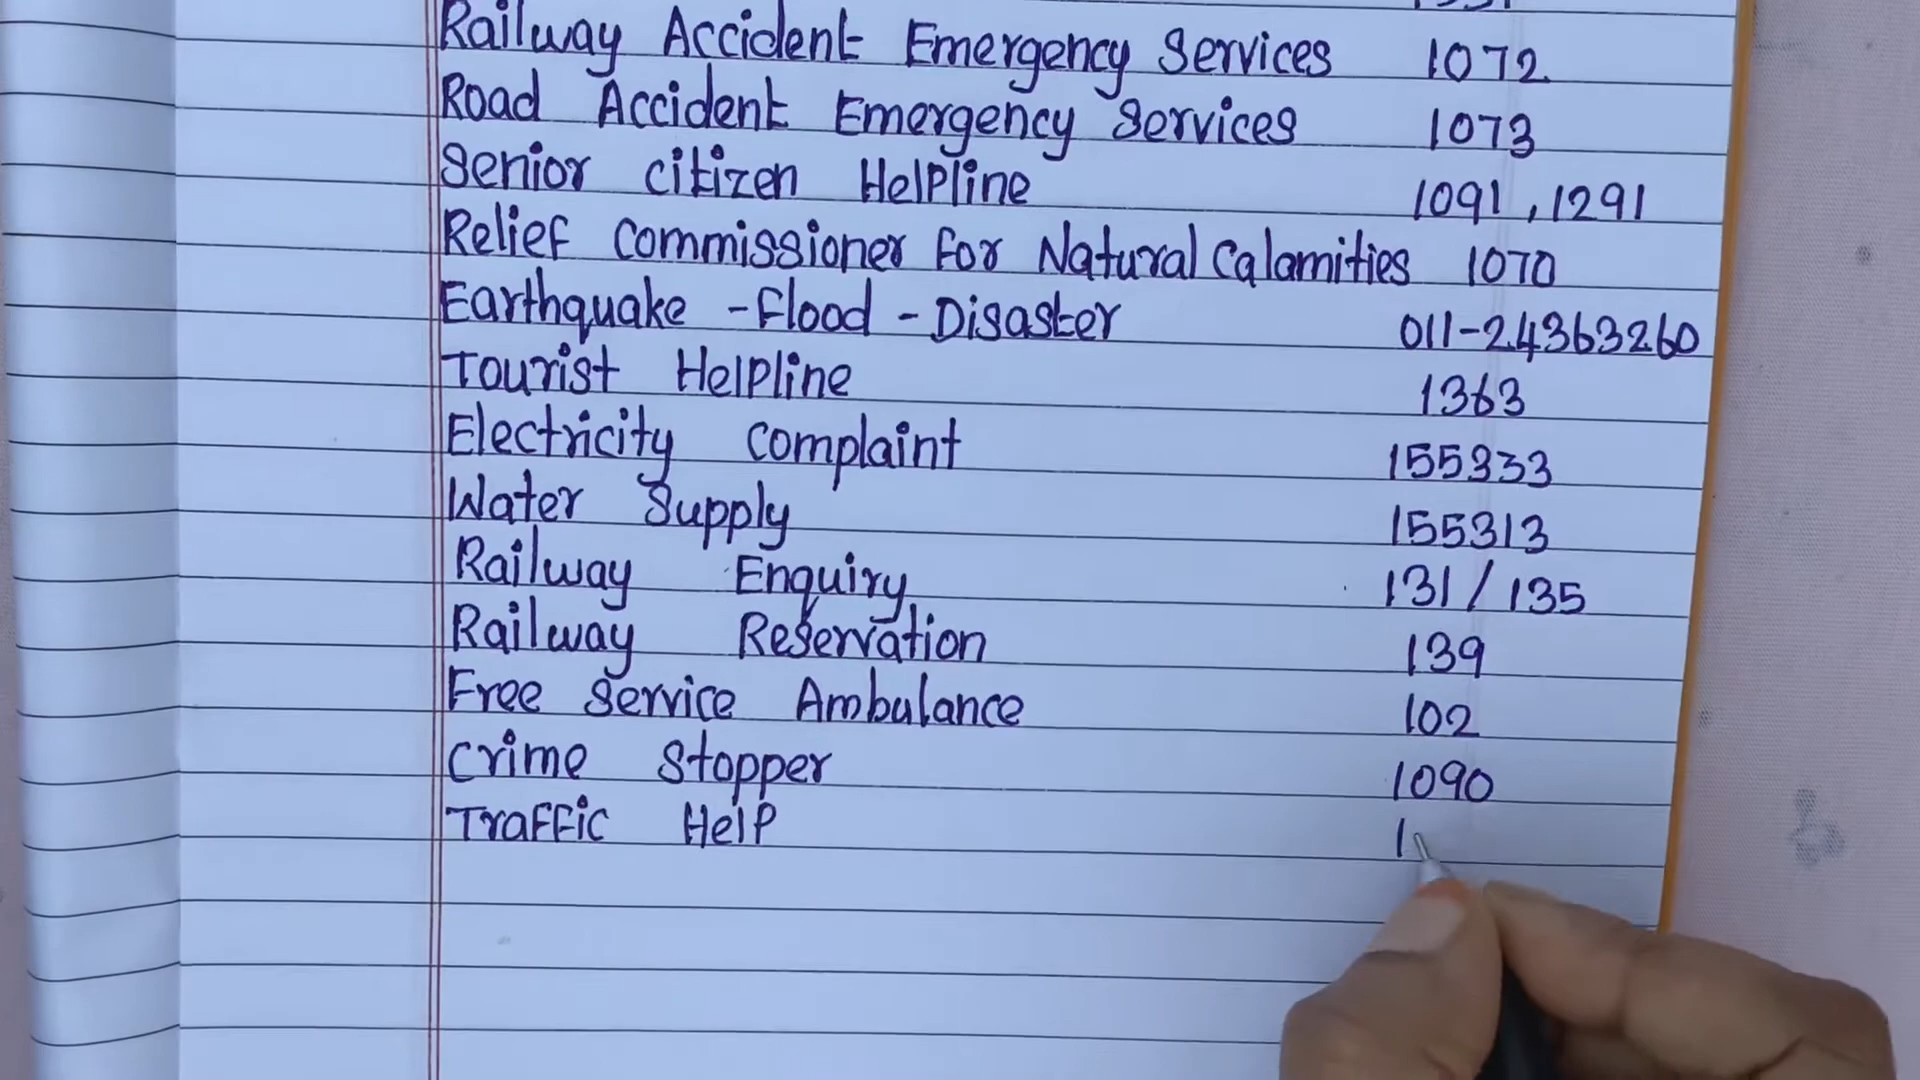 Railway Accident Emergency Services 1072
Road Accident Emergency Services 1073
Senior citizen Helpline 1091, 1291
Relief commissioner for Natural Calamities 1070
Earthquake - Flood - Disaster 011-24363260
Tourist Helpline 1363
Electricity complaint 155333
Water Supply 155313
Railway Enquiry 131 / 135
Railway Reservation 139
Free Service Ambulance 102
Crime Stopper 1090
Traffic Help 1